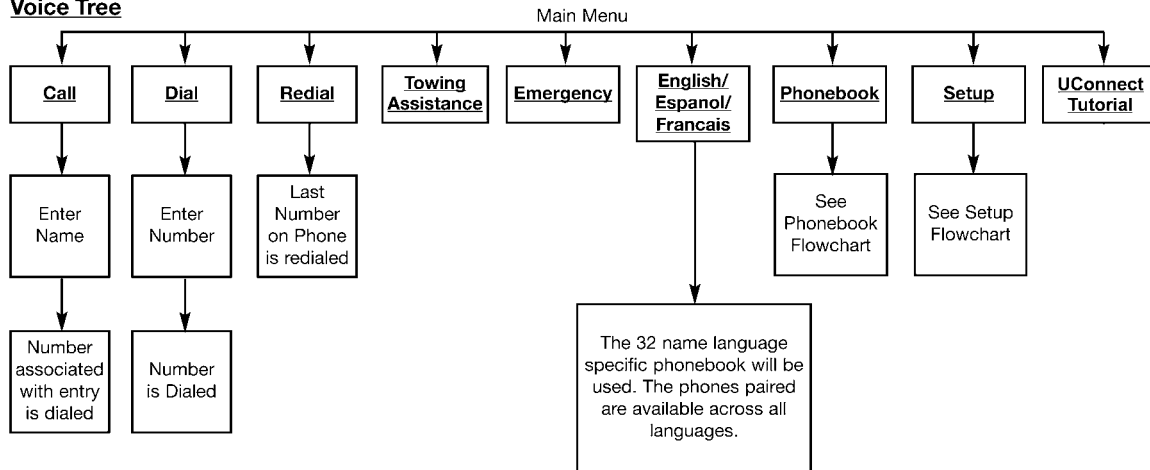 Voice Tree
Main Menu
Call
Dial
Redial
Towing
Assistance
Emergency
English/
Espanol/
Francais
Phonebook
Setup
UConnect
Tutorial
Enter
Name
Enter
Number
Last
Number
on Phone
is redialed
See
Phonebook
Flowchart
See Setup
Flowchart
Number
associated
with entry
is dialed
Number
is Dialed
The 32 name language
specific phonebook will be
used. The phones paired
are available across all
languages.